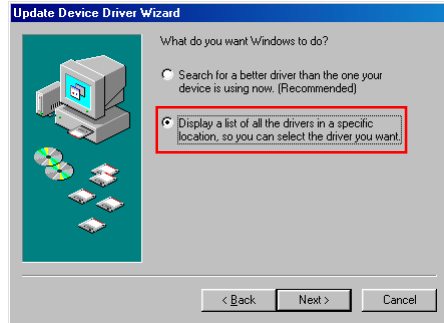 Update Device Driver Wizard
What do you want Windows to do?
Search for a better driver than the one your
device is using now. (Recommended)
Display a list of all the drivers in a specific
location, so you can select the driver you want.
< Back
Next >
Cancel